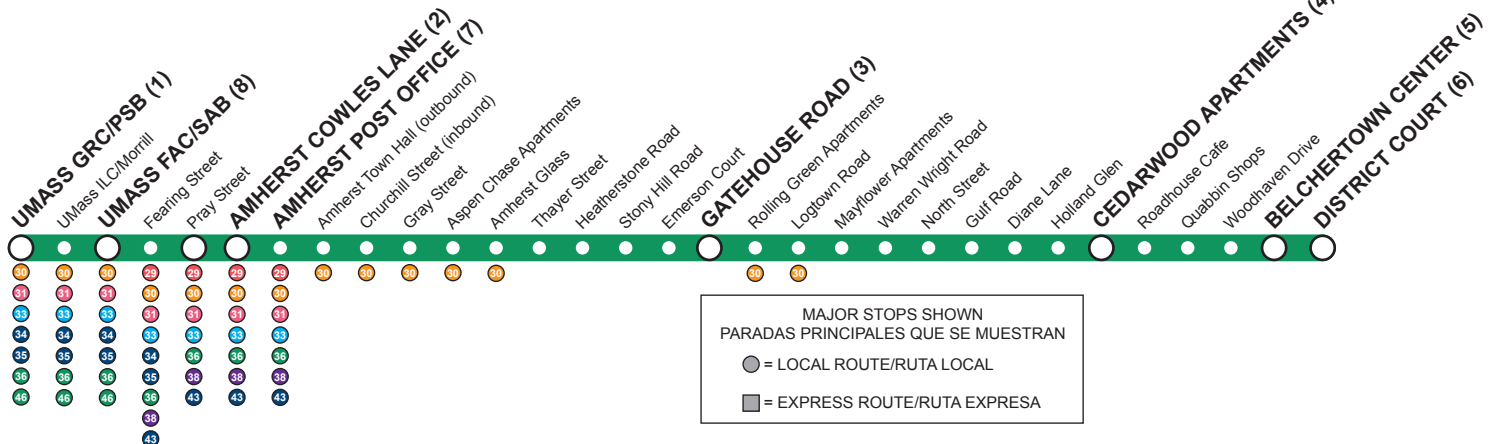 UMASS GRC/PSB (1)
UMass ILC/Morrill
UMASS FAC/SAB (8)
Fearing Street
Pray Street
AMHERST COWLES LANE (2)
AMHERST POST OFFICE (7)
Amherst Town Hall (outbound)
Churchill Street (inbound)
Gray Street
Aspen Chase Apartments
Amherst Glass
Thayer Street
Heatherstone Road
Stony Hill Road
Emerson Court
GATEHOUSE ROAD (3)
Rolling Green Apartments
Logtown Road
Mayflower Apartments
Warren Wright Road
North Street
Gulf Road
Diane Lane
Holland Glen
CEDARWOOD APARTMENTS (4)
Roadhouse Cafe
Quabbin Shops
Woodhaven Drive
BELCHERTOWN CENTER (5)
DISTRICT COURT (6)
30 30 30 29 29 29 29 30 30 30 30 30 30 30
31 31 31 30 30 30 30
33 33 33 31 31 31 31
34 34 34 33 33 33 33
35 35 35 34 36 36 36
36 36 36 35 38 38 38
46 46 46 36 43 43 43
38
43
MAJOR STOPS SHOWN
PARADAS PRINCIPALES QUE SE MUESTRAN
= LOCAL ROUTE/RUTA LOCAL
= EXPRESS ROUTE/RUTA EXPRESA